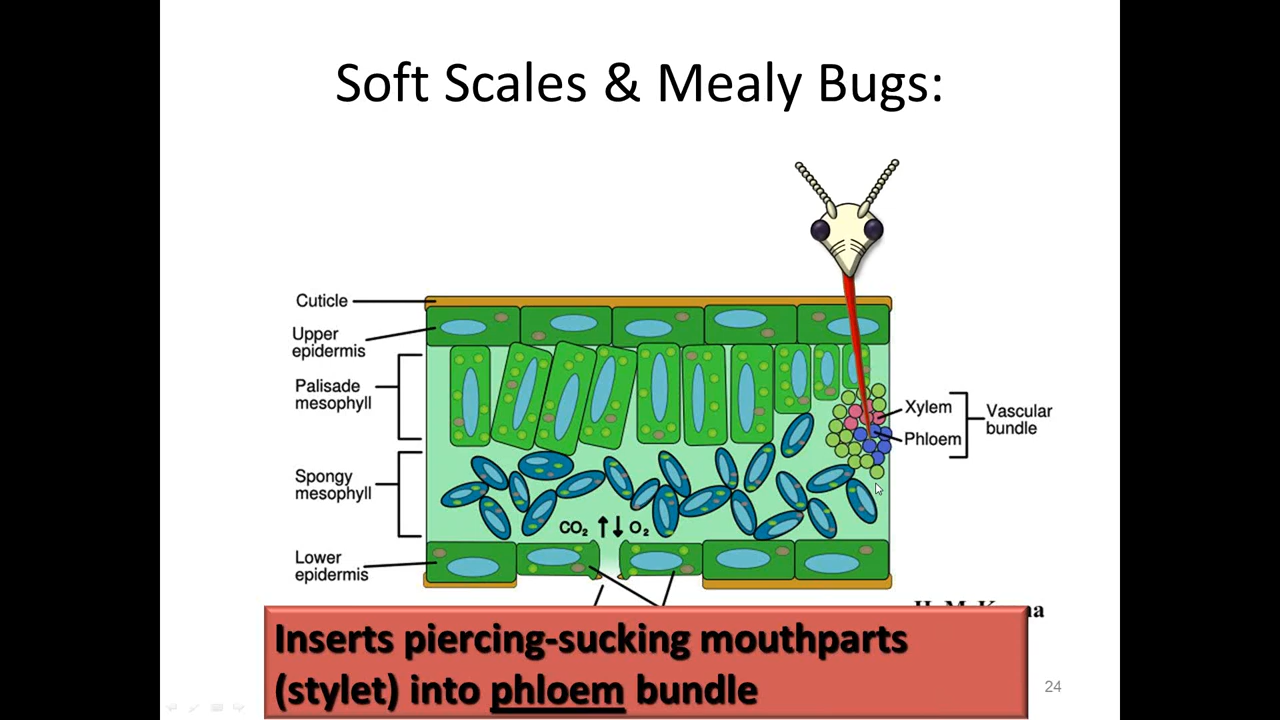 Soft Scales & Mealy Bugs:
Cuticle
Upper
epidermis
Palisade
mesophyll
Xylem
Phloem
Vascular
bundle
Spongy
mesophyll
CO₂ O₂
Lower
epidermis
Inserts piercing-sucking mouthparts
(stylet) into phloem bundle
24